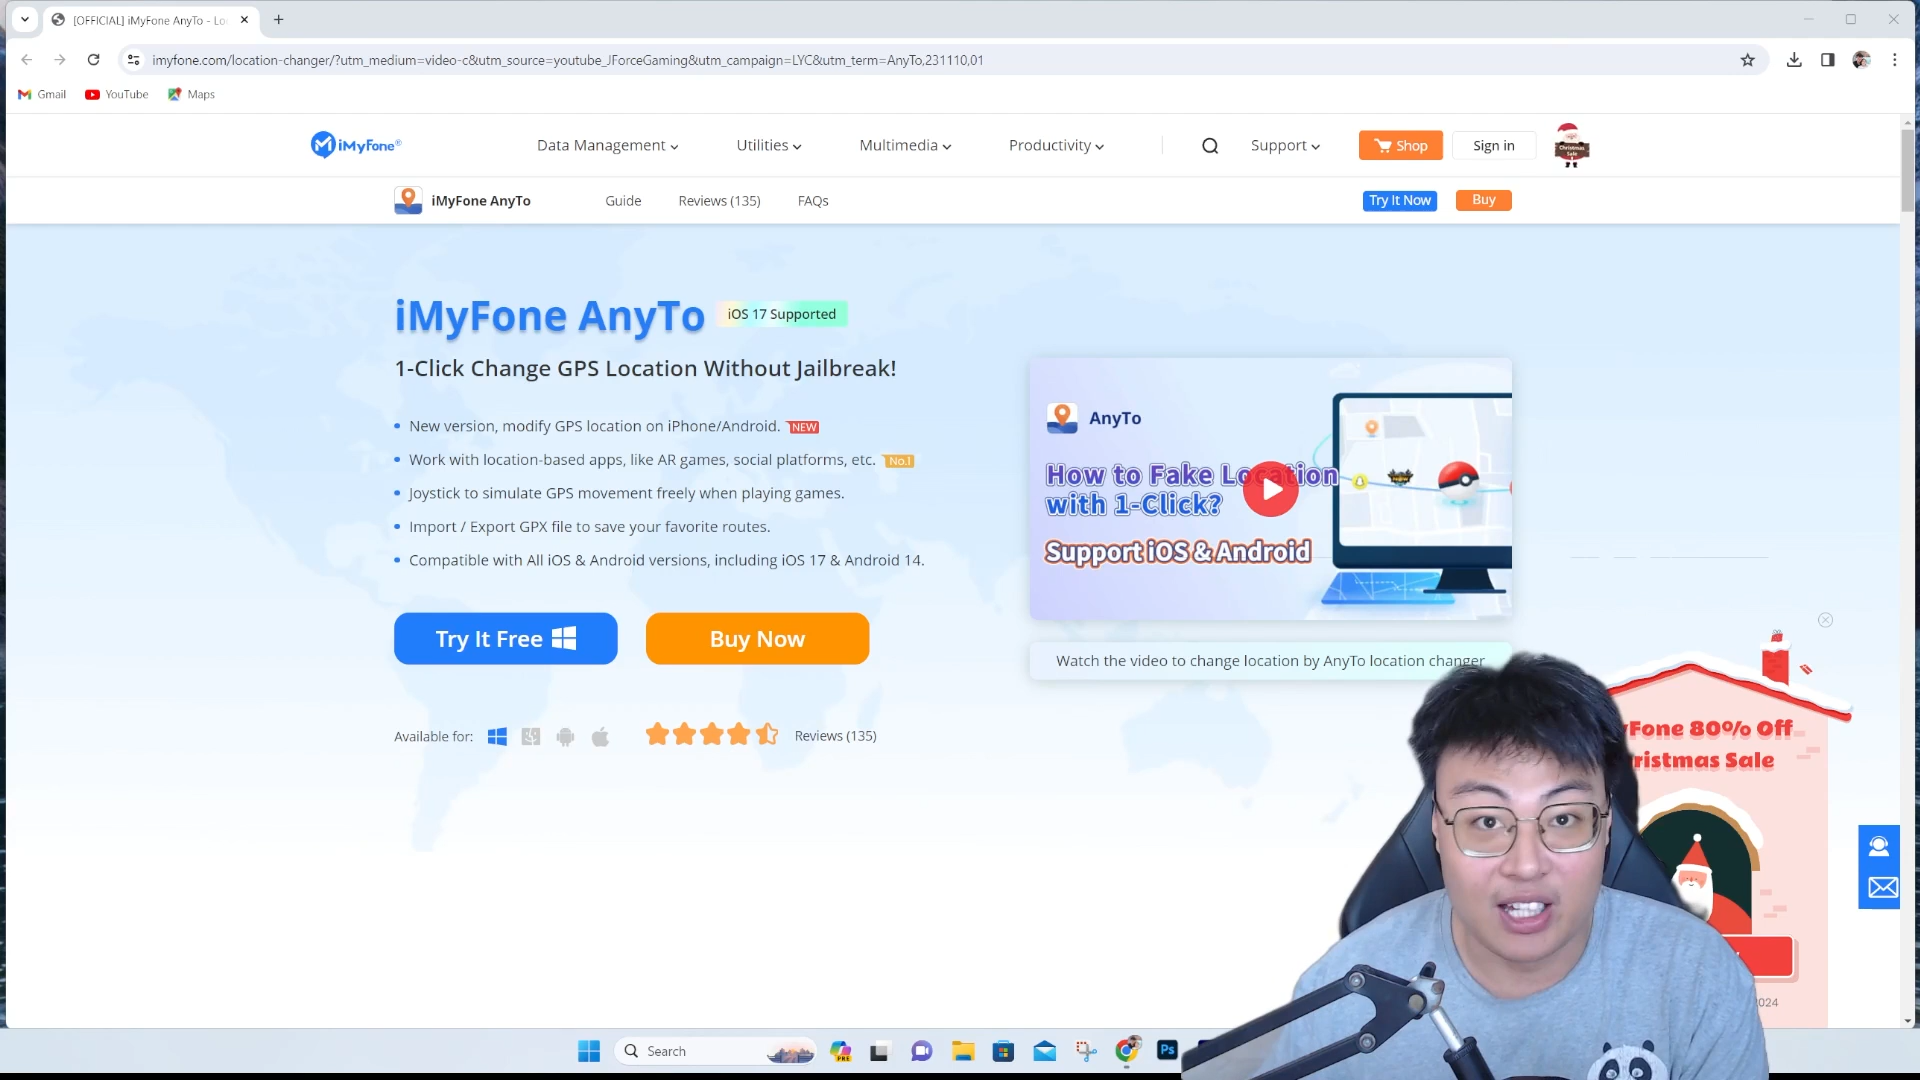 [OFFICIAL] iMyFone AnyTo - Lo
imyfone.com/location-changer/?utm_medium=video-c&utm_source=youtube_JForceGaming&utm_campaign=LYC&utm_term=AnyTo,231110,01
Gmail YouTube Maps
iMyFone® Data Management Utilities Multimedia Productivity Support Shop Sign in
Christmas Sale
iMyFone AnyTo Guide Reviews (135) FAQs Try It Now Buy
iMyFone AnyTo iOS 17 Supported
1-Click Change GPS Location Without Jailbreak!
New version, modify GPS location on iPhone/Android. NEW
Work with location-based apps, like AR games, social platforms, etc. No.1
Joystick to simulate GPS movement freely when playing games.
Import / Export GPX file to save your favorite routes.
Compatible with All iOS & Android versions, including iOS 17 & Android 14.
Try It Free Buy Now
Available for: Reviews (135)
AnyTo
How to Fake Location
with 1-Click?
Support iOS & Android
Watch the video to change location by AnyTo location changer
yFone 80% Off
ristmas Sale
024
Search PRE Ps